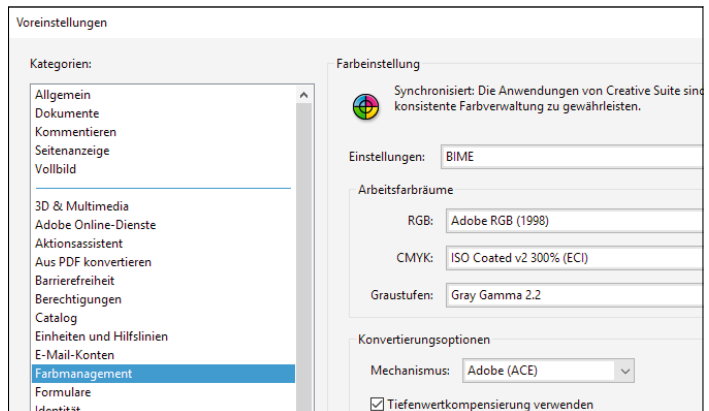 Voreinstellungen
Kategorien:
Allgemein
Dokumente
Kommentieren
Seitenanzeige
Vollbild
3D & Multimedia
Adobe Online-Dienste
Aktionsassistent
Aus PDF konvertieren
Barrierefreiheit
Berechtigungen
Catalog
Einheiten und Hilfslinien
E-Mail-Konten
Farbmanagement
Formulare
Identität
Farbeinstellung
Synchronisiert: Die Anwendungen von Creative Suite sind
konsistente Farbverwaltung zu gewährleisten.
Einstellungen: BIME
Arbeitsfarbräume
RGB: Adobe RGB (1998)
CMYK: ISO Coated v2 300% (ECI)
Graustufen: Gray Gamma 2.2
Konvertierungsoptionen
Mechanismus: Adobe (ACE)
Tiefenwertkompensierung verwenden